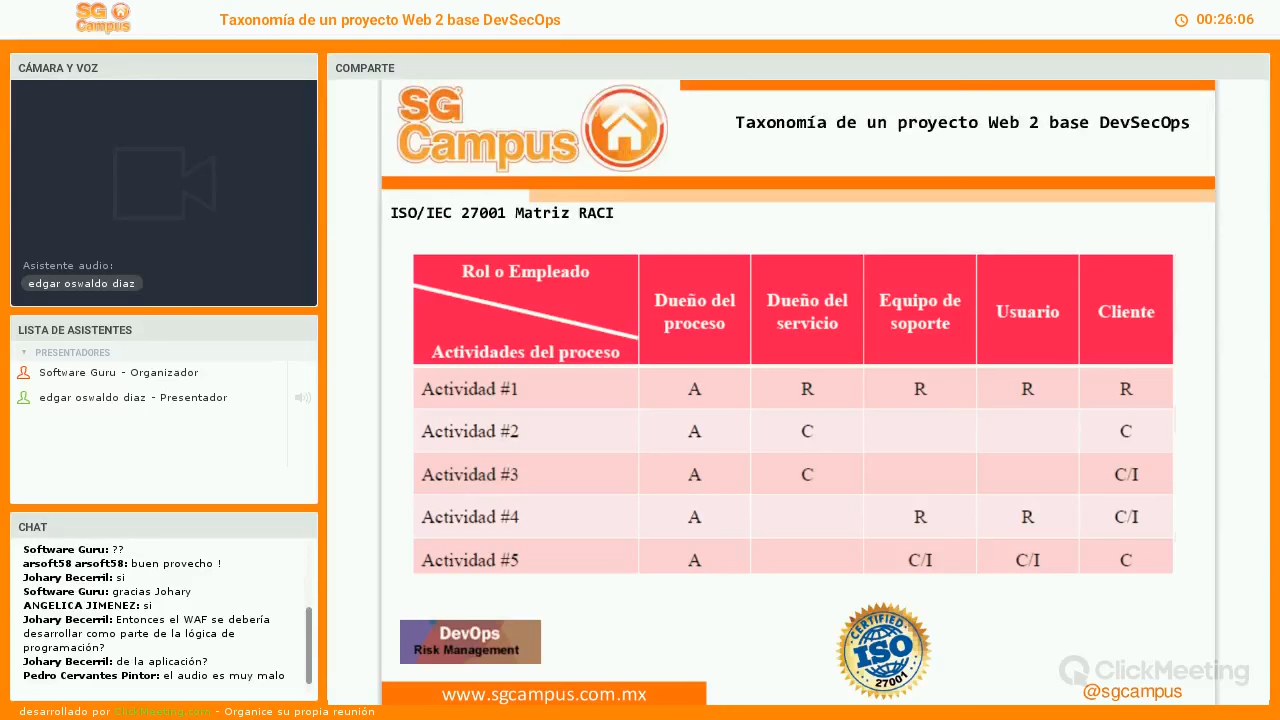 SG Campus
Taxonomía de un proyecto Web 2 base DevSecOps
00:26:06
CÁMARA Y VOZ
Asistente audio:
edgar oswaldo diaz
LISTA DE ASISTENTES
PRESENTADORES
Software Guru - Organizador
edgar oswaldo diaz - Presentador
CHAT
Software Guru: ??
arsoft58 arsoft58: buen provecho !
Johary Becerril: si
Software Guru: gracias Johary
ANGELICA JIMENEZ: si
Johary Becerril: Entonces el WAF se debería
desarrollar como parte de la lógica de
programación?
Johary Becerril: de la aplicación?
Pedro Cervantes Pintor: el audio es muy malo
desarrollado por ClickMeeting.com - Organice su propia reunión
COMPARTE
SG
Campus
Taxonomía de un proyecto Web 2 base DevSecOps
ISO/IEC 27001 Matriz RACI
Rol o Empleado
Actividades del proceso
Dueño del
proceso
Dueño del
servicio
Equipo de
soporte
Usuario
Cliente
Actividad #1 A R R R R
Actividad #2 A C C
Actividad #3 A C C/I
Actividad #4 A R R C/I
Actividad #5 A C/I C/I C
DevOps
Risk Management
CERTIFIED
ISO
27001
ClickMeeting
www.sgcampus.com.mx
@sgcampus